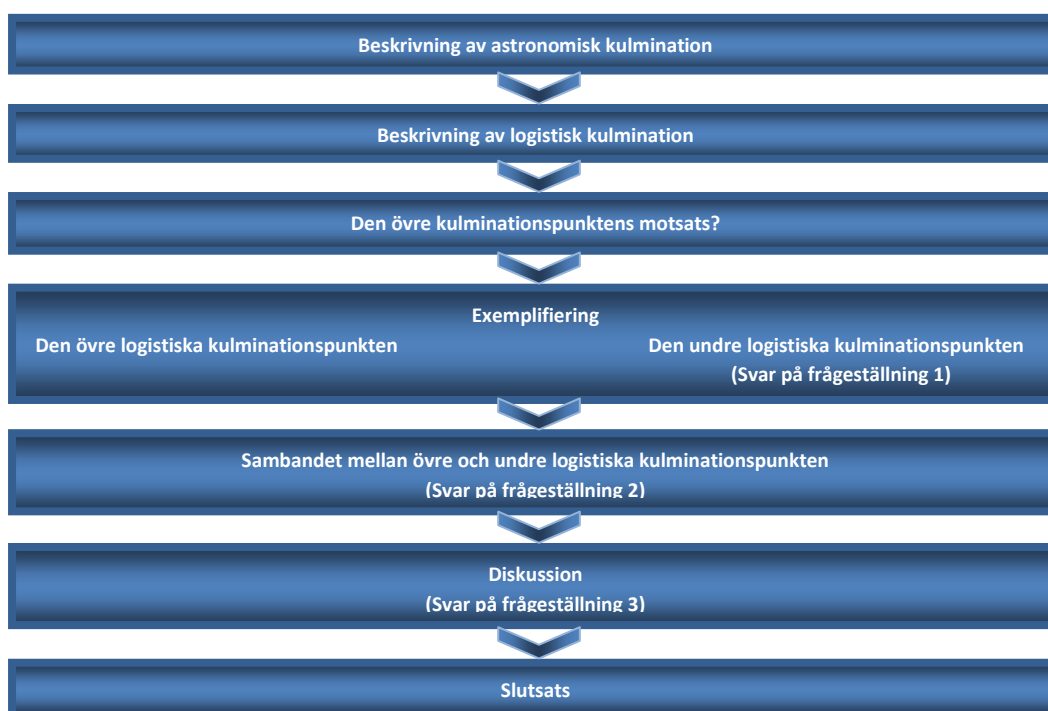 Beskrivning av astronomisk kulmination
Beskrivning av logistisk kulmination
Den övre kulminationspunktens motsats?
Exemplifiering
Den övre logistiska kulminationspunkten
Den undre logistiska kulminationspunkten
(Svar på frågeställning 1)
Sambandet mellan övre och undre logistiska kulminationspunkten
(Svar på frågeställning 2)
Diskussion
(Svar på frågeställning 3)
Slutsats